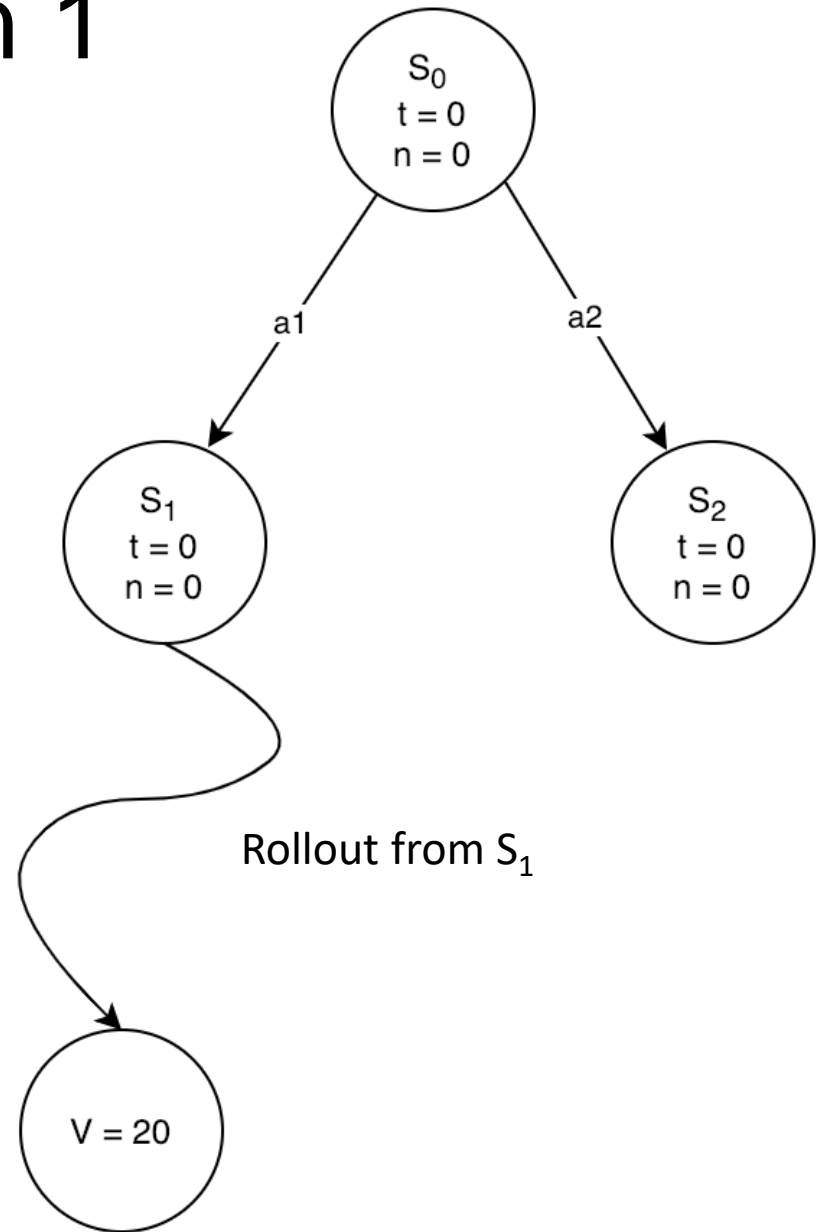 n 1
S₀
t = 0
n = 0
a1
a2
S₁
t = 0
n = 0
S₂
t = 0
n = 0
Rollout from S₁
V = 20